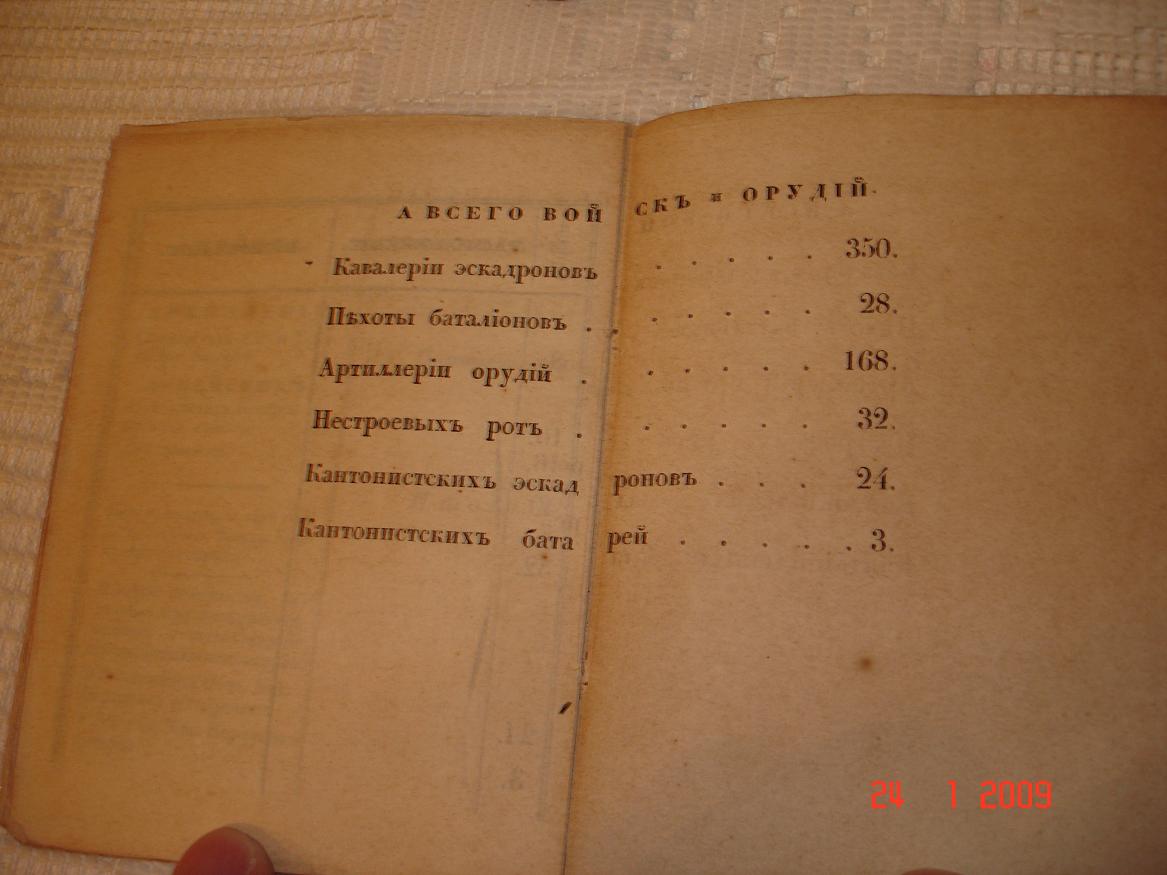 А ВСЕГО ВОЙСКЪ и ОРУДІЙ.
Кавалеріи эскадроновъ . . . . . 350.
Пѣхоты баталіоновъ . . . . . . . 28.
Артиллеріи орудій . . . . . . 168.
Нестроевыхъ ротъ . . . . . . 32.
Кантонистскихъ эскадроновъ . . . 24.
Кантонистскихъ батарей . . . . . 3.
24 1 2009